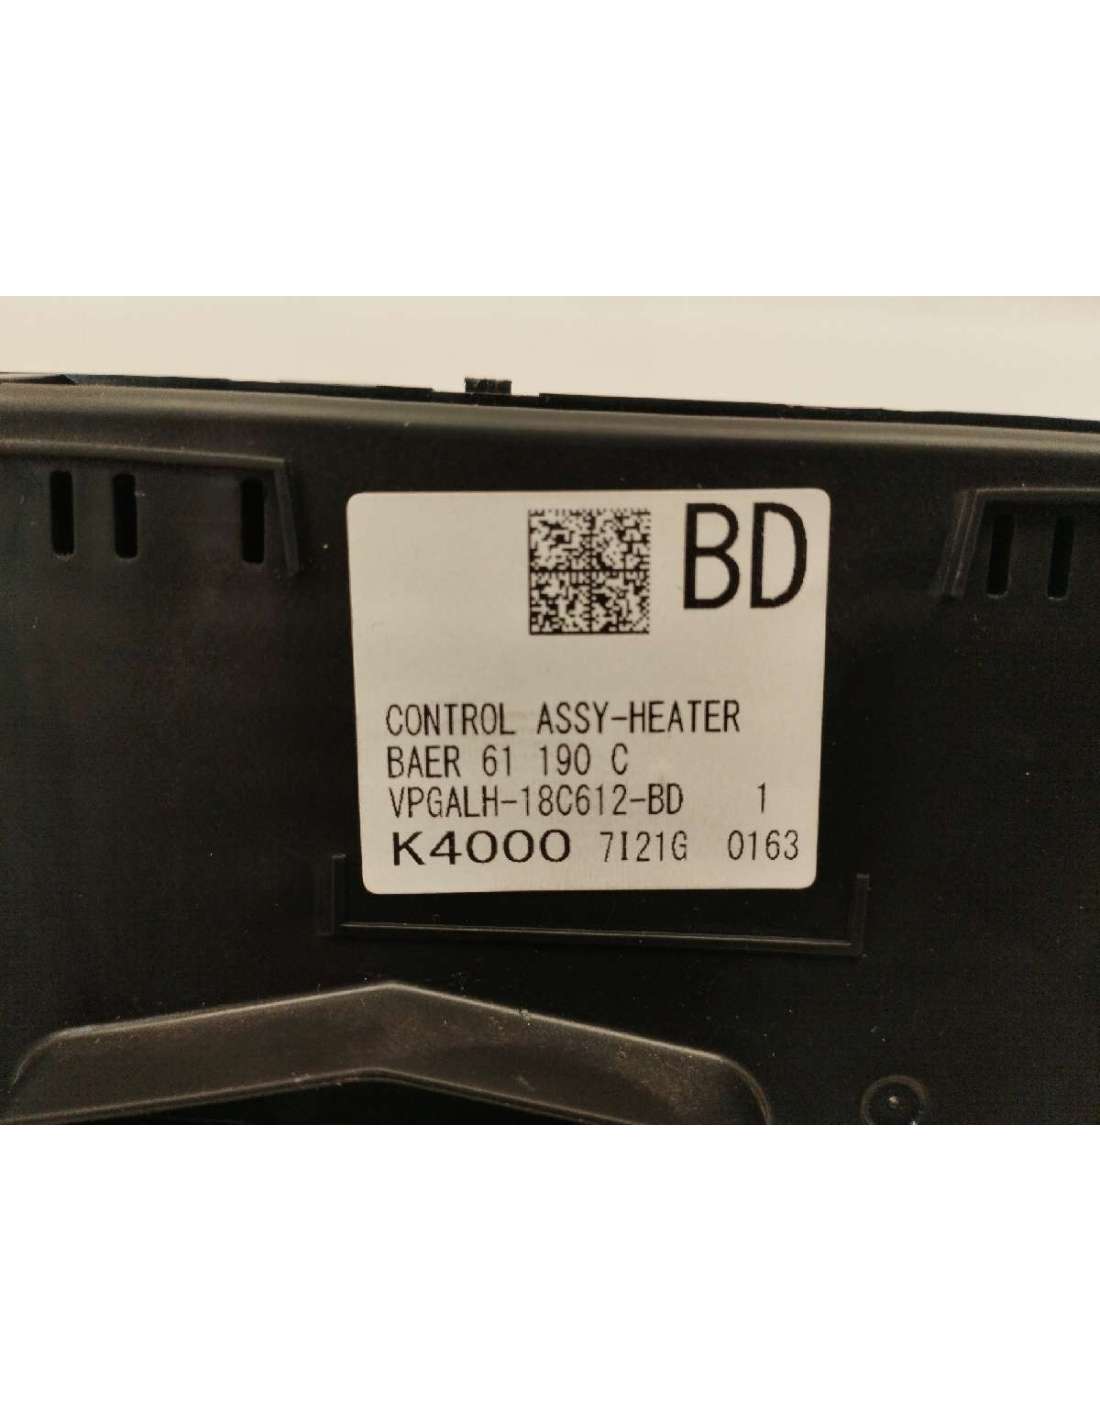 BD
CONTROL ASSY-HEATER
BAER 61 190 C
VPGALH-18C612-BD 1
K4000 7I21G 0163